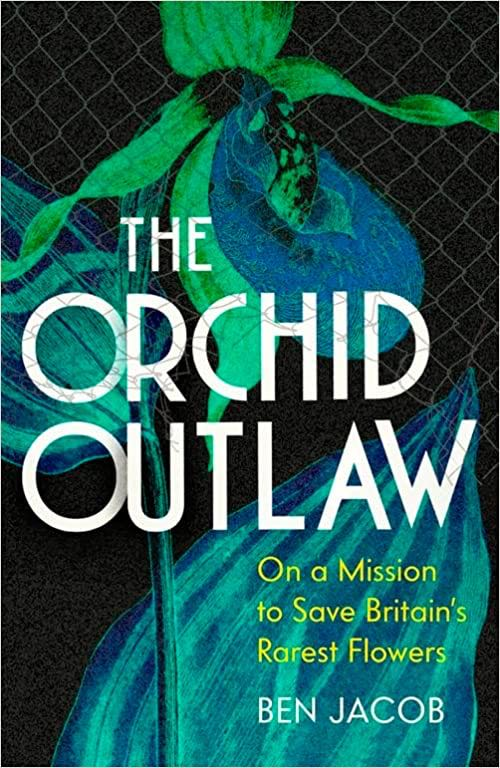 THE
ORCHID
OUTLAW
On a Mission
to Save Britain's
Rarest Flowers
BEN JACOB